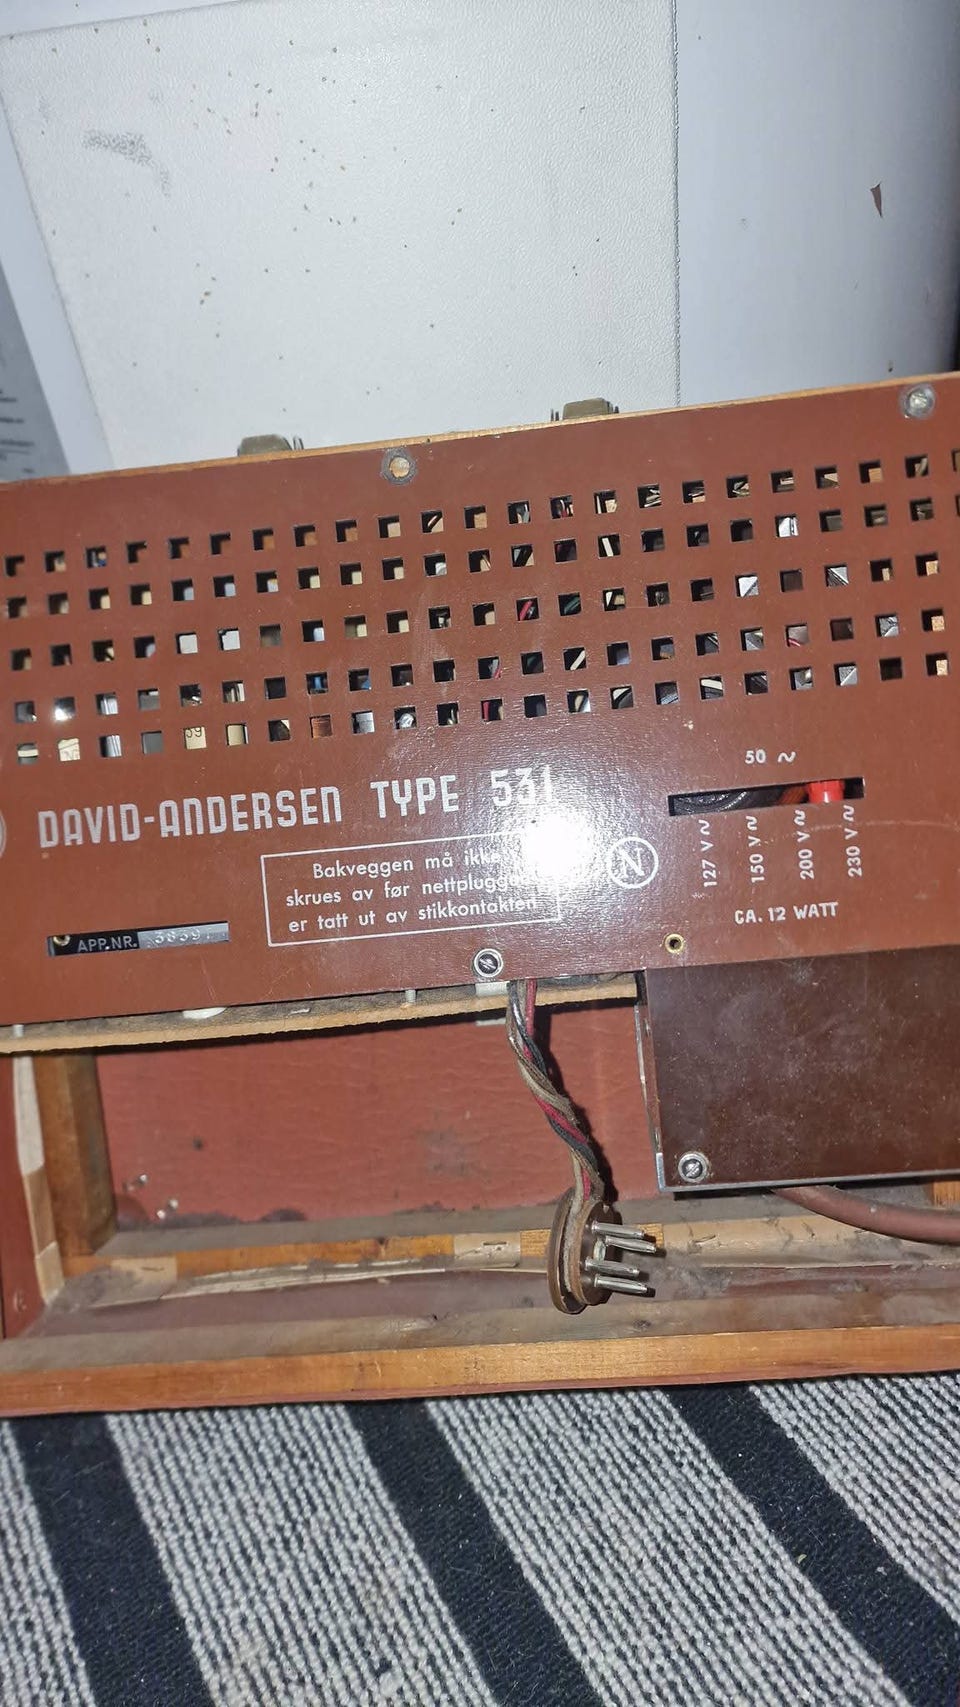 50 ~
DAVID-ANDERSEN TYPE 531
Bakveggen må ikke
skrues av før
er tatt ut av stikkontakten
N
127 V~
150 V~
200 V~
230 V~
CA. 12 WATT
APP.NR. 3839